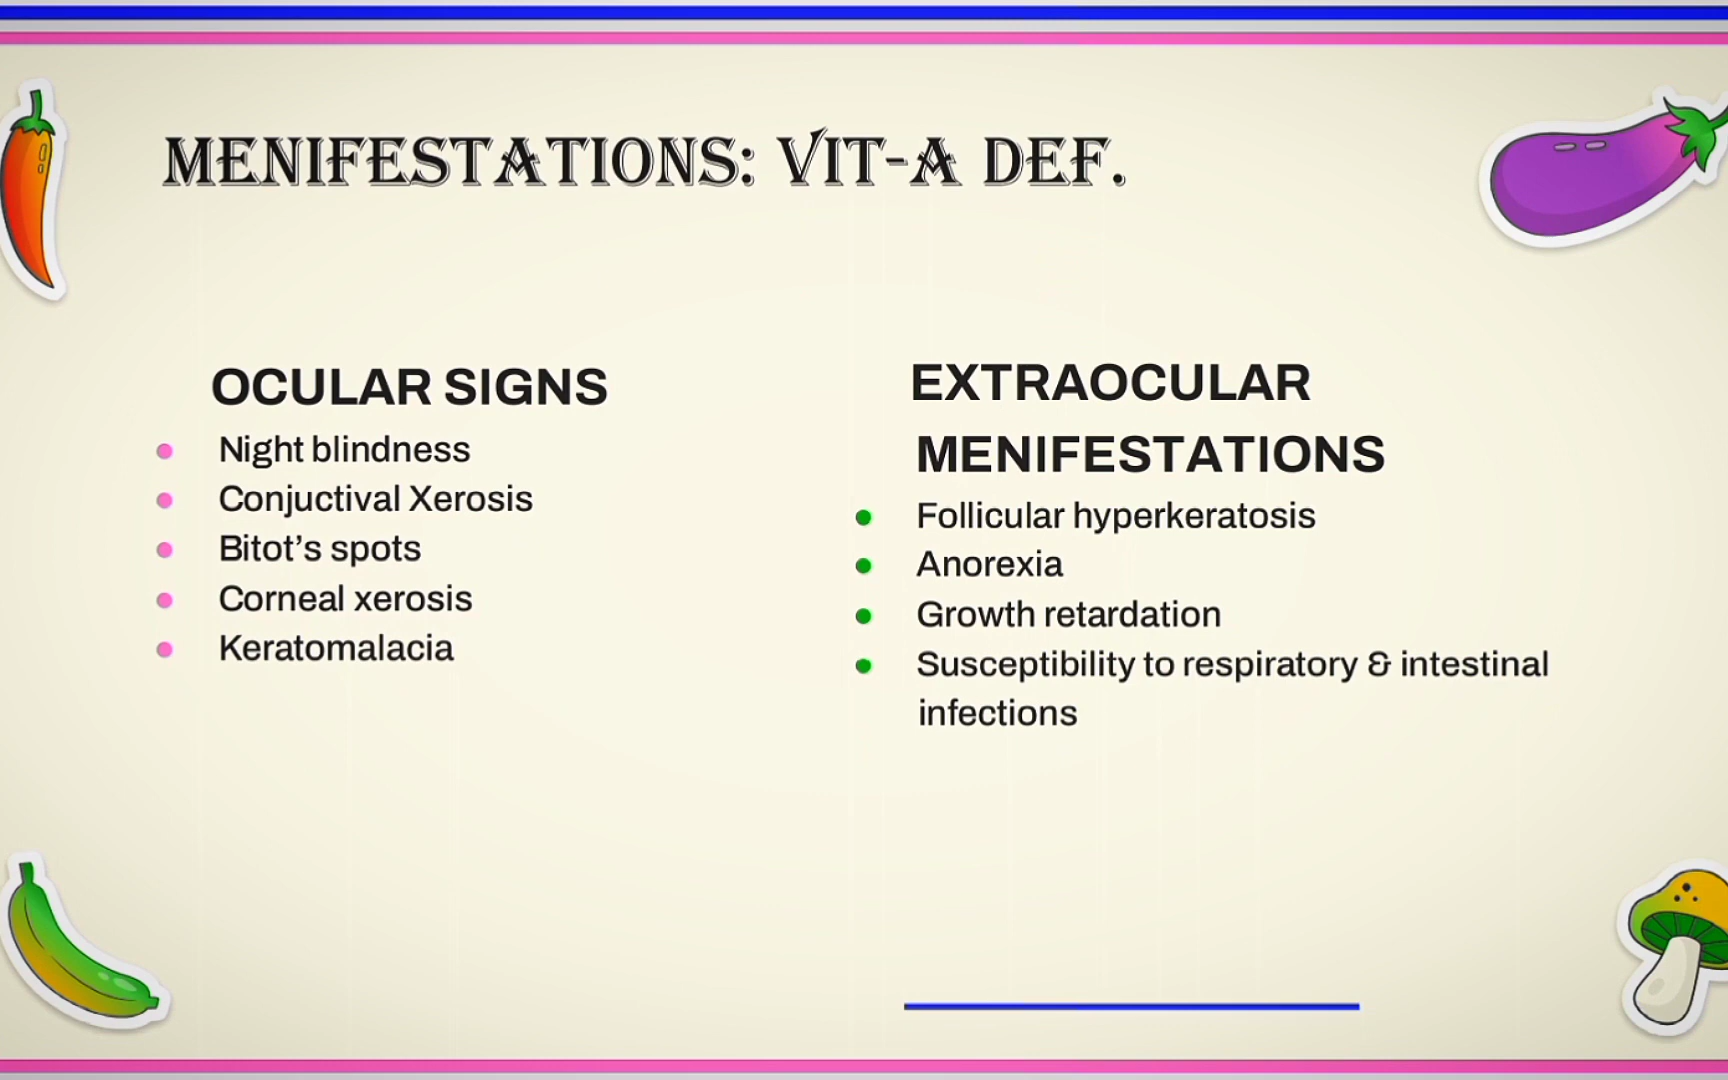 MENIFESTATIONS: VIT-A DEF.
OCULAR SIGNS
Night blindness
Conjuctival Xerosis
Bitot’s spots
Corneal xerosis
Keratomalacia
EXTRAOCULAR
MENIFESTATIONS
Follicular hyperkeratosis
Anorexia
Growth retardation
Susceptibility to respiratory & intestinal
infections